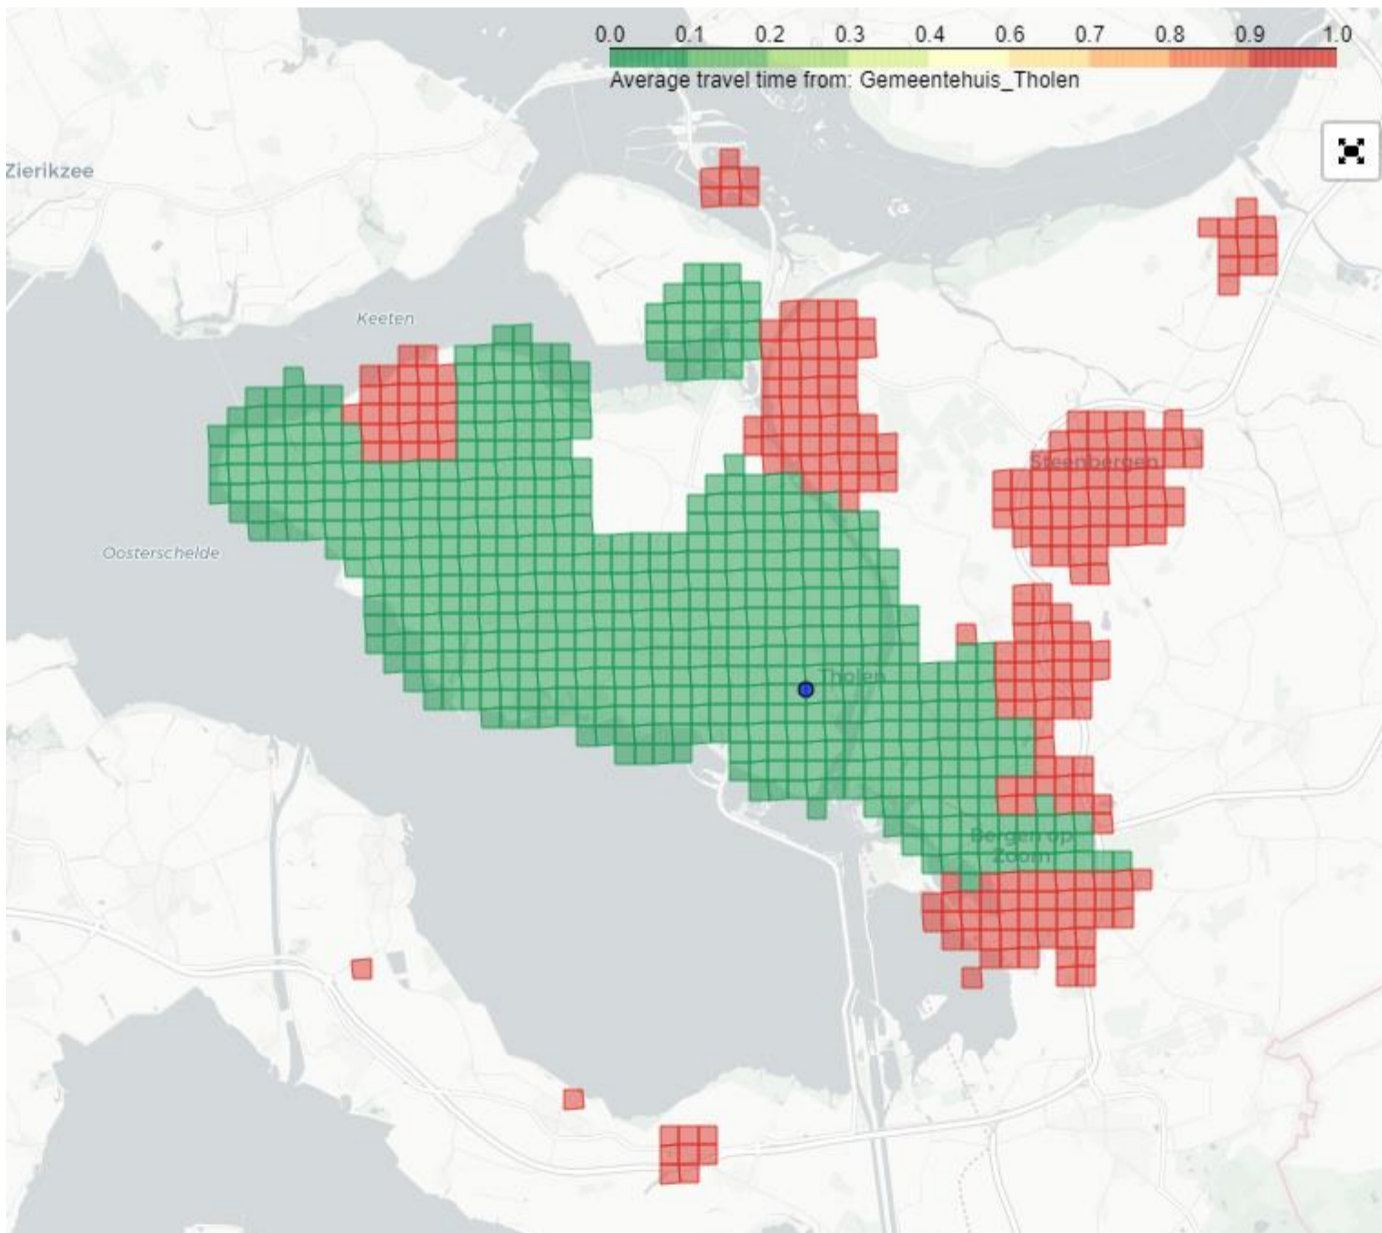 0.0 0.1 0.2 0.3 0.4 0.6 0.7 0.8 0.9 1.0
Average travel time from: Gemeentehuis_Tholen
Zierikzee
Keeten
Steenbergen
Oosterschelde
Tholen
Bergen op
Zoom